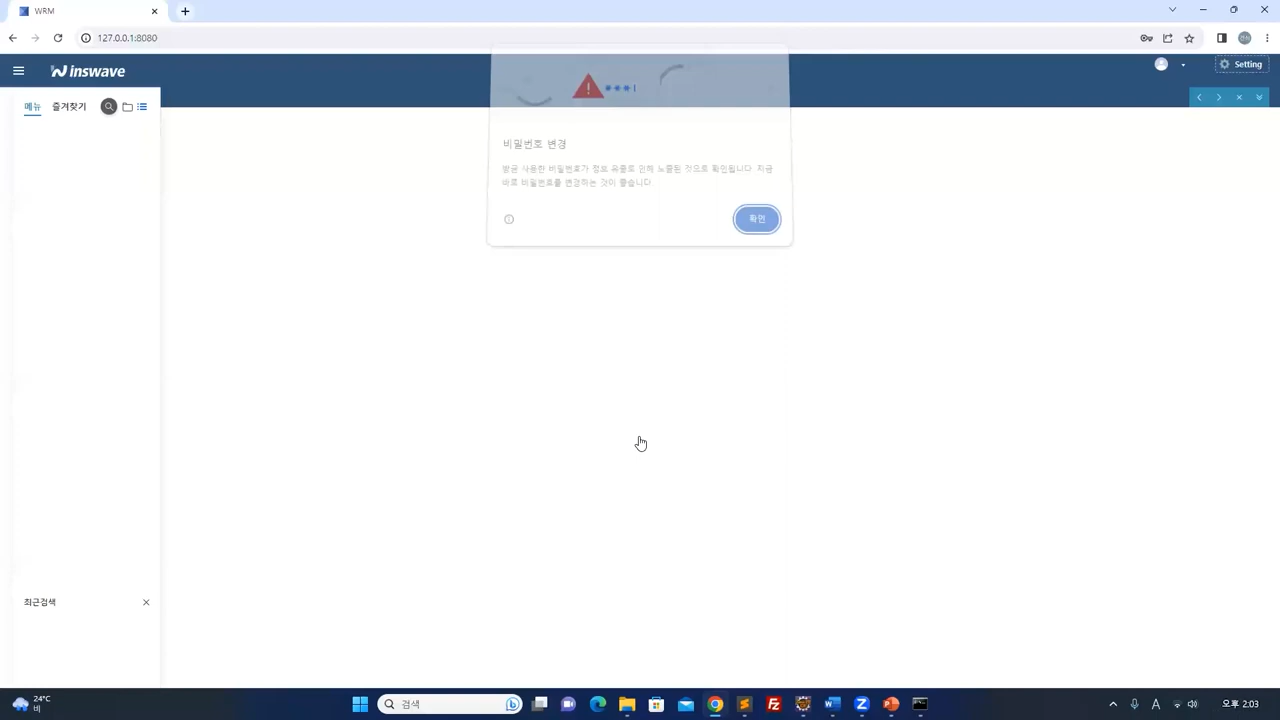 WRM
127.0.0.1:8080
inswave
Setting
메뉴 즐겨찾기
비밀번호 변경
방금 사용한 비밀번호가 정보 유출로 인해 노출된 것으로 확인됩니다. 지금
바로 비밀번호를 변경하는 것이 좋습니다.
확인
최근검색
24°C
비
검색
A
오후 2:03